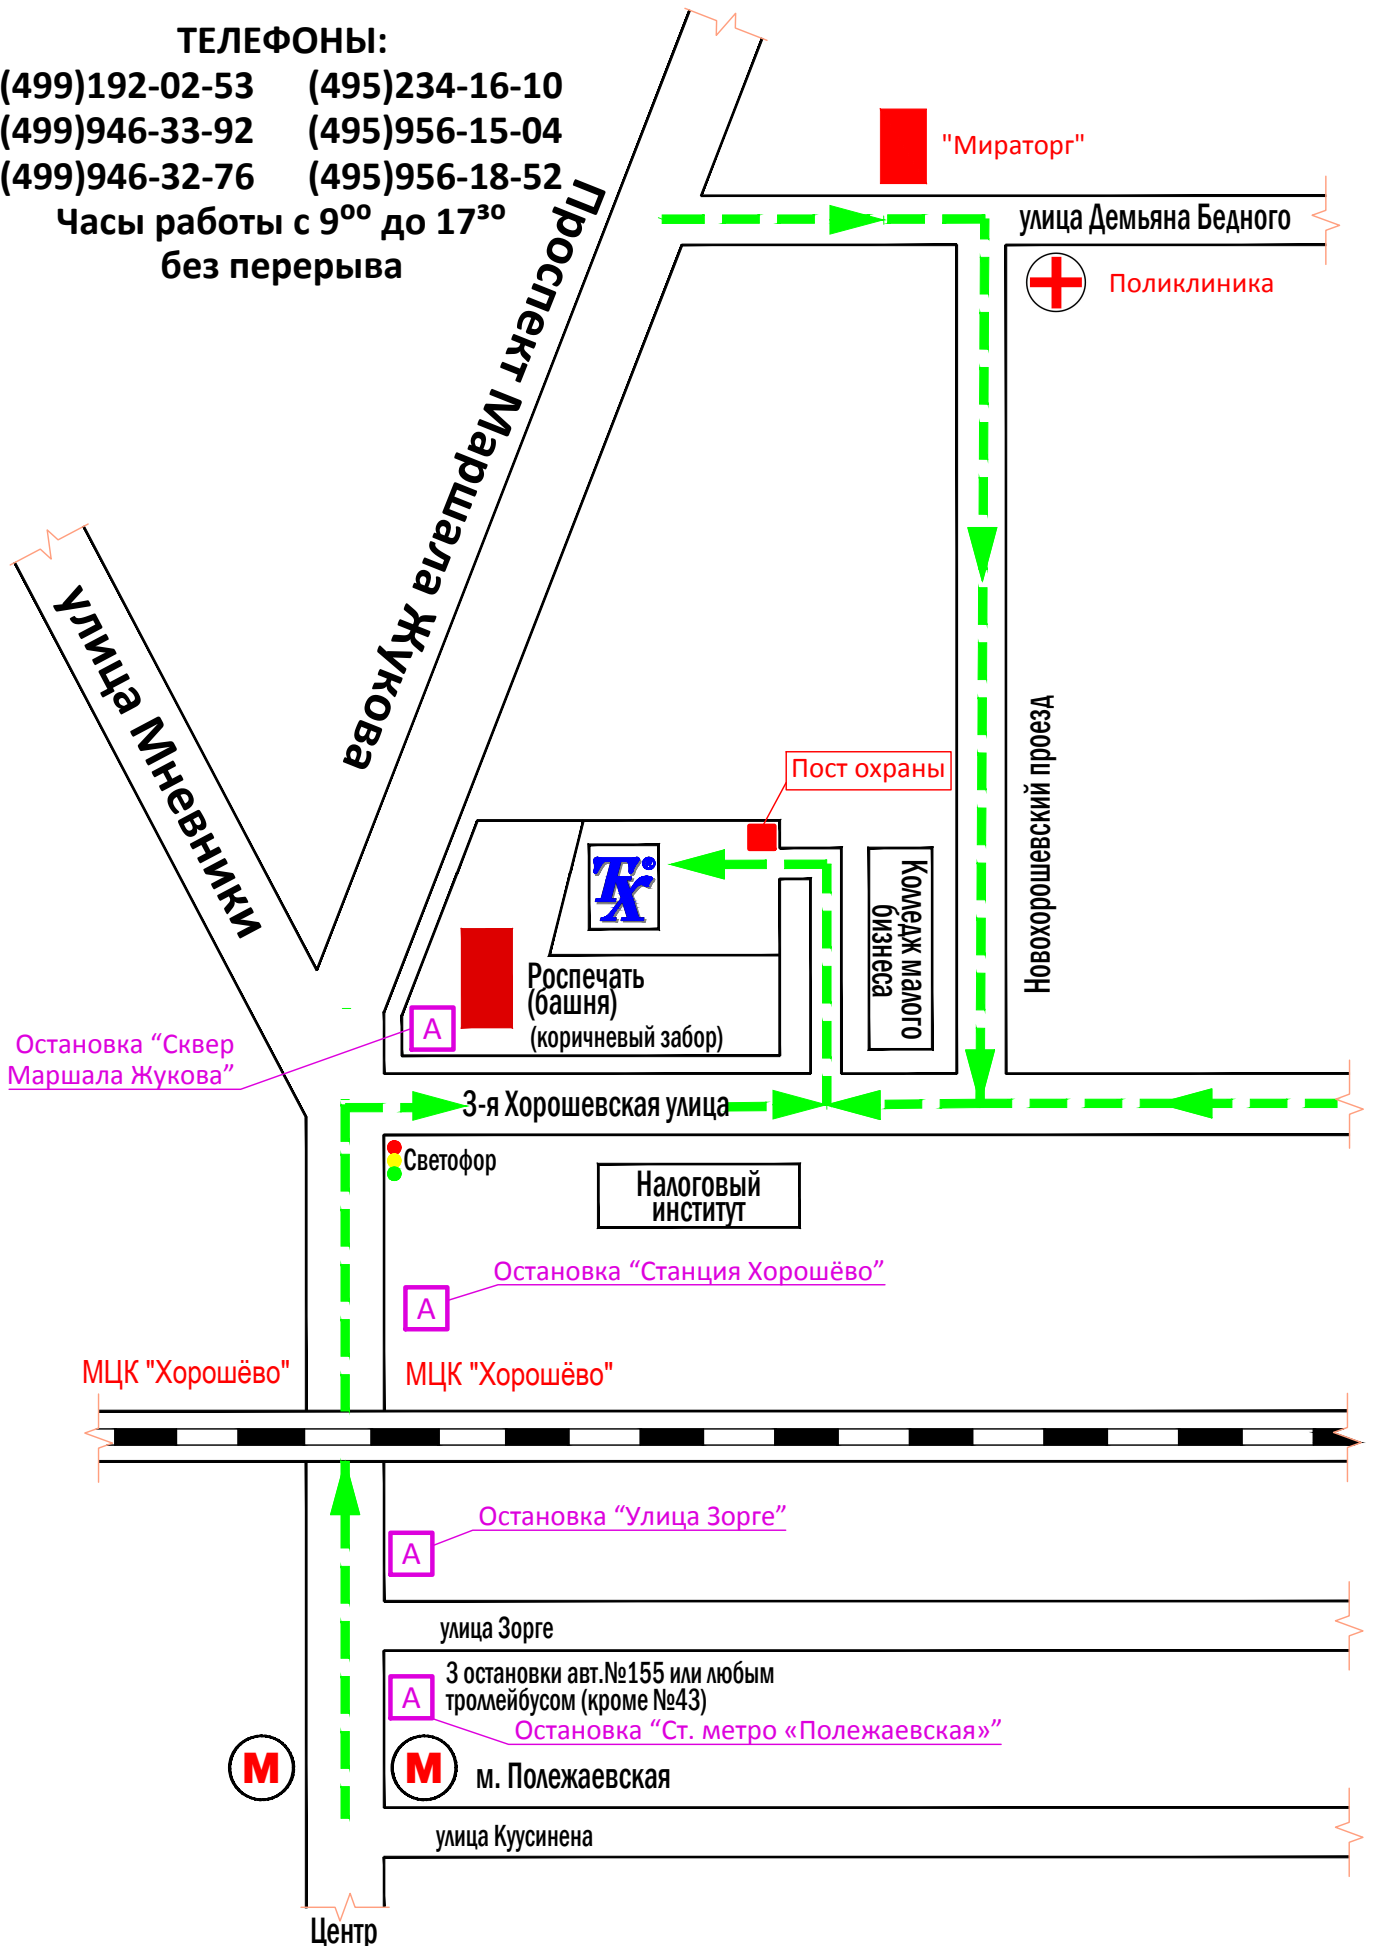 ТЕЛЕФОНЫ:
(499)192-02-53 (495)234-16-10
(499)946-33-92 (495)956-15-04
(499)946-32-76 (495)956-18-52
Часы работы с 9⁰⁰ до 17³⁰
без перерыва
"Мираторг"
улица Демьяна Бедного
Поликлиника
Проспект Маршала Жукова
улица Мневники
Новохорошевский проезд
Пост охраны
ТХ
Колледж малого
бизнеса
Роспечать
(башня)
(коричневый забор)
А
Остановка “Сквер
Маршала Жукова”
3-я Хорошевская улица
Светофор
Налоговый
институт
Остановка “Станция Хорошёво”
А
МЦК "Хорошёво"
МЦК "Хорошёво"
Остановка “Улица Зорге”
А
улица Зорге
3 остановки авт.№155 или любым
троллейбусом (кроме №43)
А
Остановка “Ст. метро «Полежаевская»”
М
М
м. Полежаевская
улица Куусинена
Центр